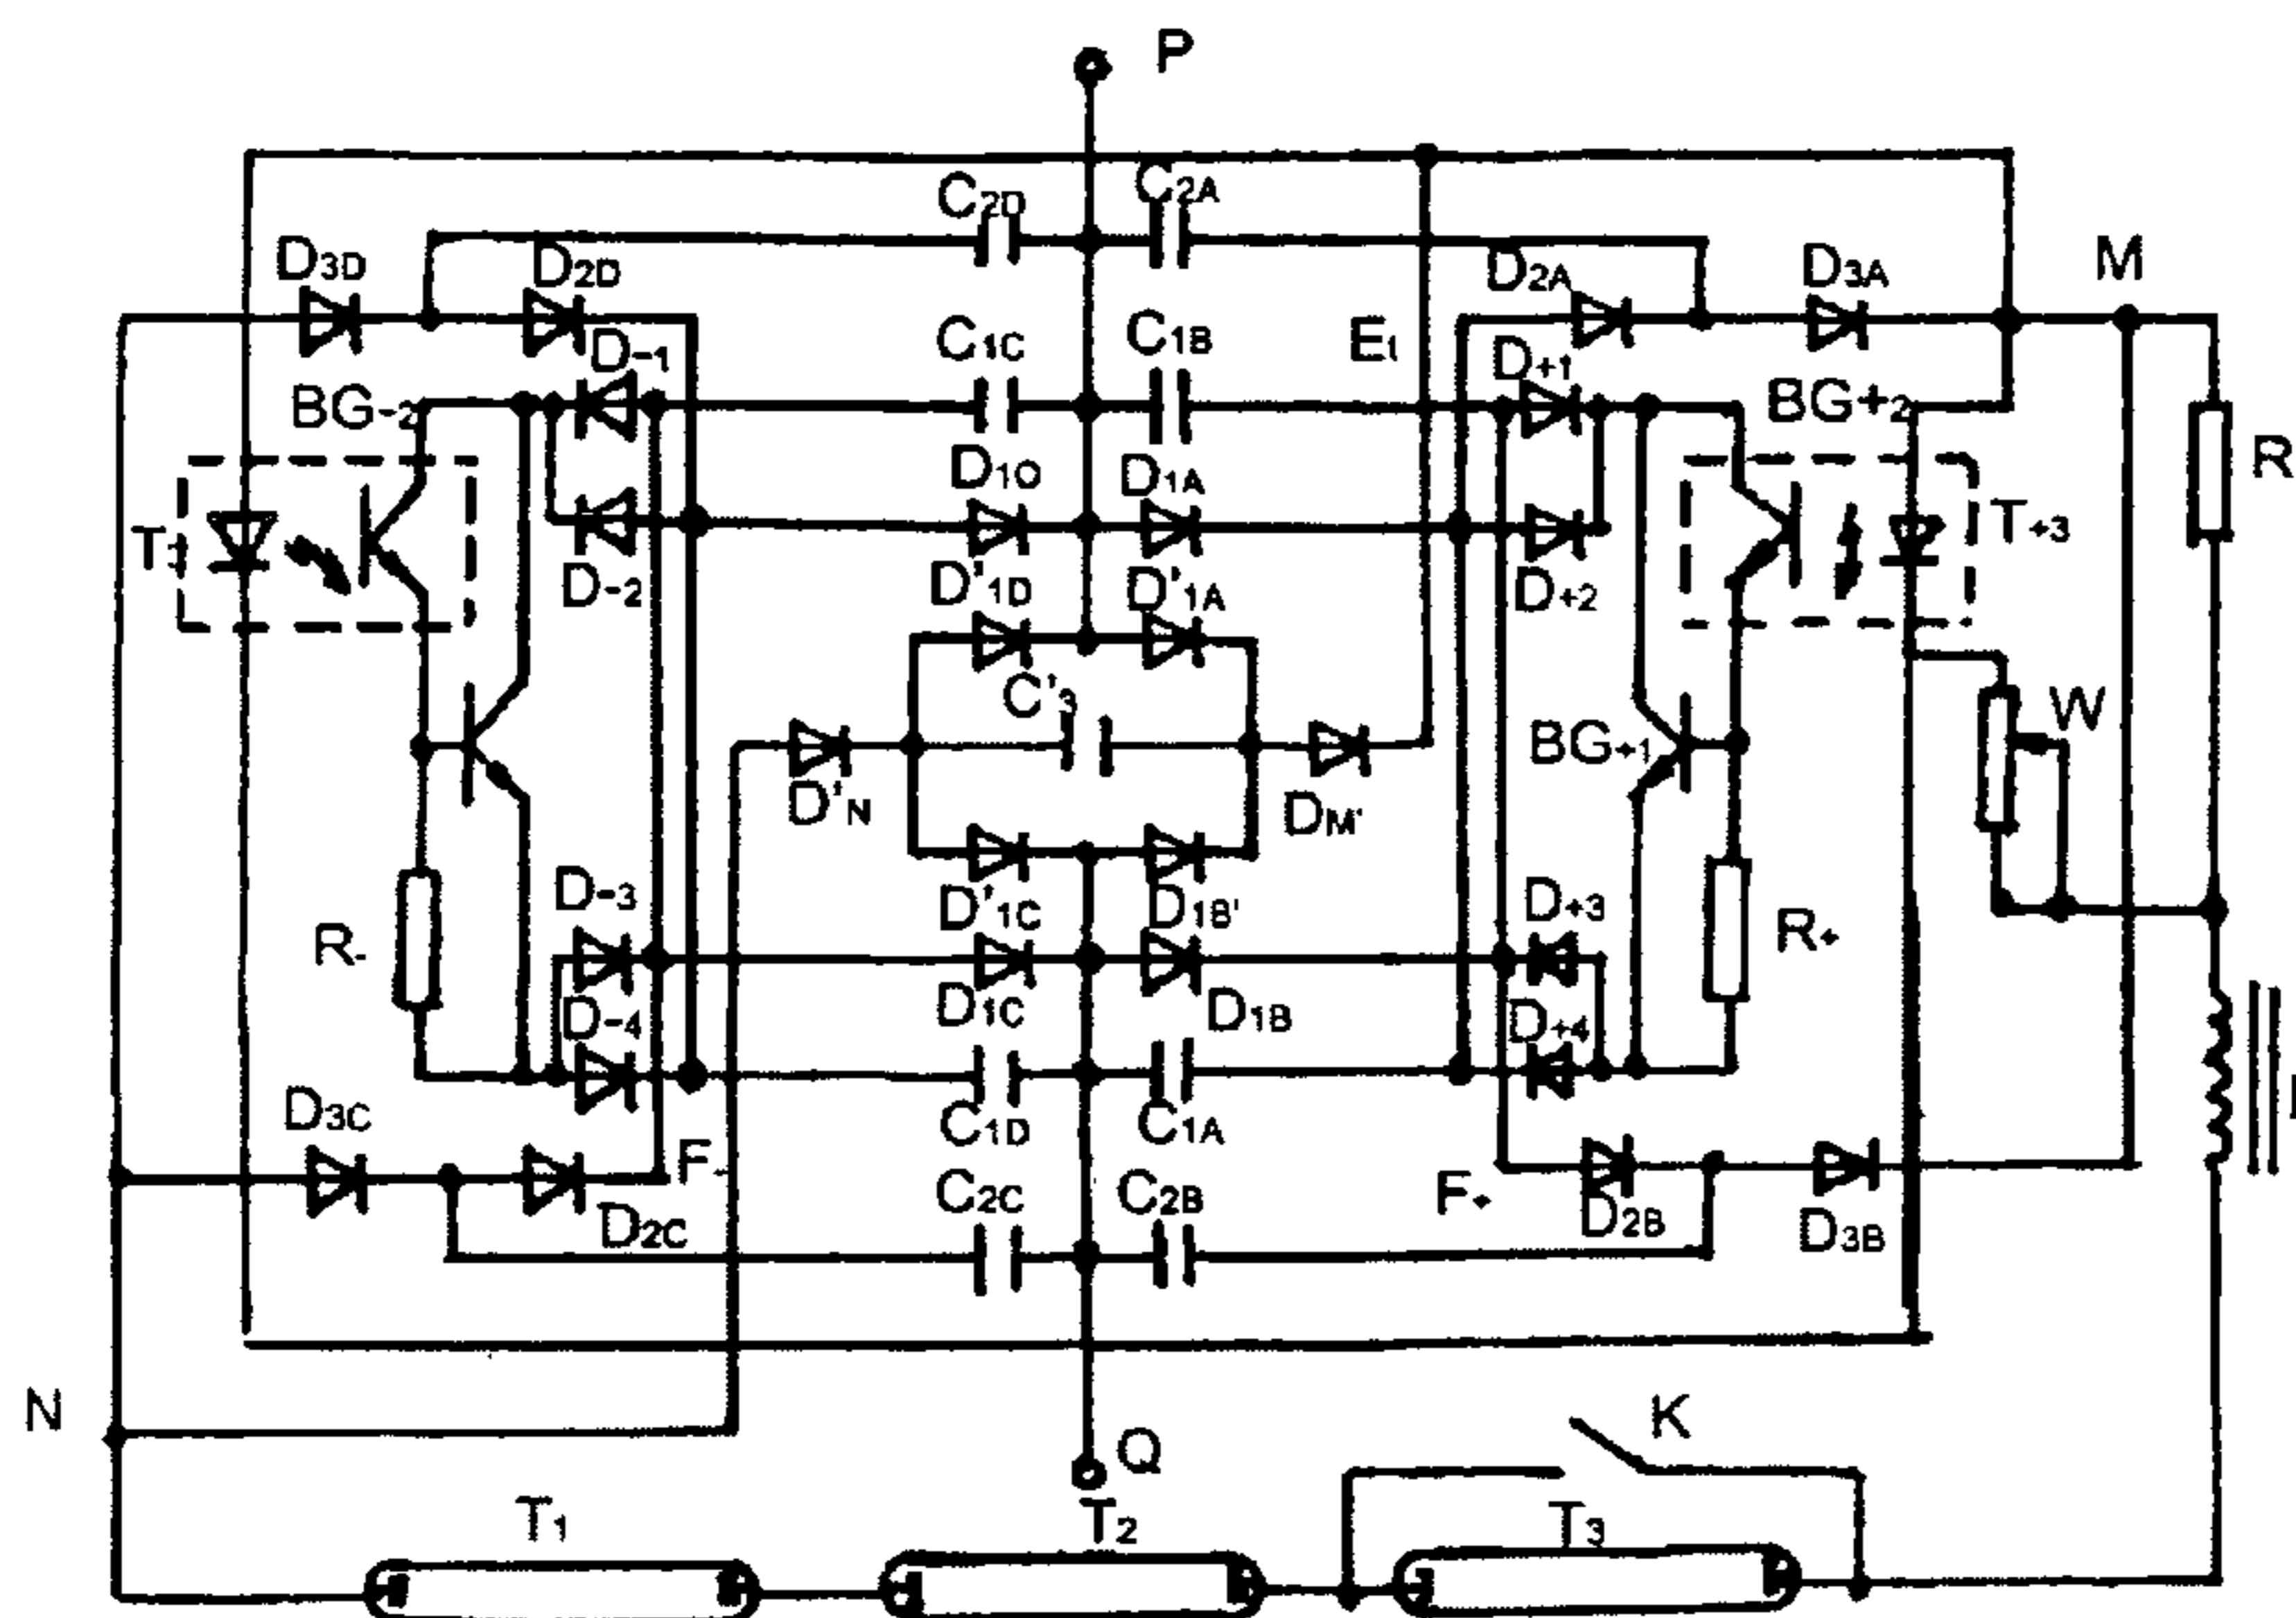 P
C2D
C2A
D3D
D2D
D2A
D3A
M
D-1
C1C
C1B
E1
D+1
BG-2
BG+2
D1O
D1A
R
T+3
D-2
D'1D
D'1A
D+2
C'3
W
BG+1
D'N
DM'
D-3
D'1C
D1B'
D+3
R-
R+
D-4
D1C
D1B
D+4
D3C
C1D
C1A
F-
C2C
C2B
F+
D2C
D2B
D3B
N
K
Q
T1
T2
T3